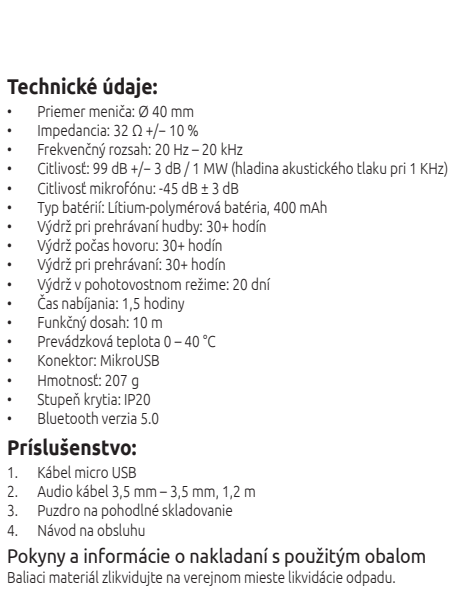 Technické údaje:
• Priemer meniča: Ø 40 mm
• Impedancia: 32 Ω +/– 10 %
• Frekvenčný rozsah: 20 Hz – 20 kHz
• Citlivosť: 99 dB +/– 3 dB / 1 MW (hladina akustického tlaku pri 1 KHz)
• Citlivosť mikrofónu: -45 dB ± 3 dB
• Typ batérií: Lítium-polymérová batéria, 400 mAh
• Výdrž pri prehrávaní hudby: 30+ hodín
• Výdrž počas hovoru: 30+ hodín
• Výdrž pri prehrávaní: 30+ hodín
• Výdrž v pohotovostnom režime: 20 dní
• Čas nabíjania: 1,5 hodiny
• Funkčný dosah: 10 m
• Prevádzková teplota 0 – 40 °C
• Konektor: MikroUSB
• Hmotnosť: 207 g
• Stupeň krytia: IP20
• Bluetooth verzia 5.0
Príslušenstvo:
1. Kábel micro USB
2. Audio kábel 3,5 mm – 3,5 mm, 1,2 m
3. Puzdro na pohodlné skladovanie
4. Návod na obsluhu
Pokyny a informácie o nakladaní s použitým obalom
Baliaci materiál zlikvidujte na verejnom mieste likvidácie odpadu.